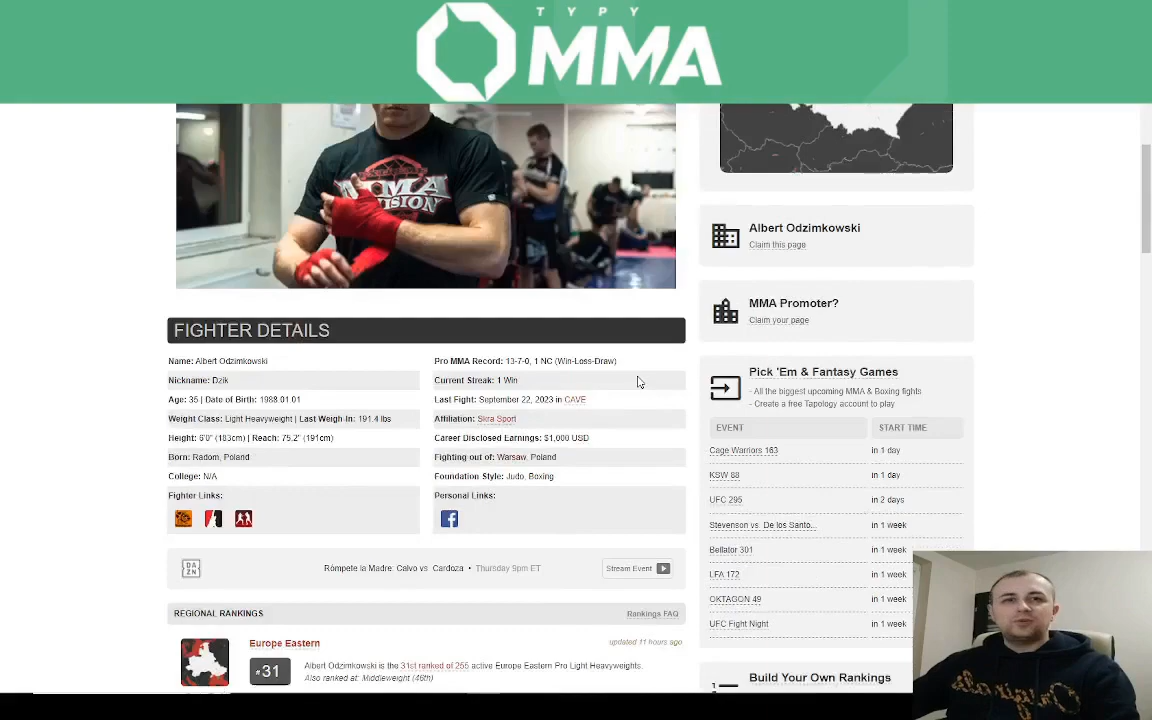 TYPY
MMA
MMA
VISION
FIGHTER DETAILS
Name: Albert Odzimkowski
Nickname: Dzik
Age: 35 | Date of Birth: 1988.01.01
Weight Class: Light Heavyweight | Last Weigh-In: 191.4 lbs
Height: 6'0" (183cm) | Reach: 75.2" (191cm)
Born: Radom, Poland
College: N/A
Fighter Links:
Pro MMA Record: 13-7-0, 1 NC (Win-Loss-Draw)
Current Streak: 1 Win
Last Fight: September 22, 2023 in CAVE
Affiliation: Skra Sport
Career Disclosed Earnings: $1,000 USD
Fighting out of: Warsaw, Poland
Foundation Style: Judo, Boxing
Personal Links:
DAZN
Rómpete la Madre: Calvo vs. Cardoza • Thursday 9pm ET
Stream Event
REGIONAL RANKINGS
Rankings FAQ
Europe Eastern
updated 11 hours ago
#31
Albert Odzimkowski is the 31st ranked of 255 active Europe Eastern Pro Light Heavyweights.
Also ranked at: Middleweight (46th)
Albert Odzimkowski
Claim this page
MMA Promoter?
Claim your page
Pick 'Em & Fantasy Games
- All the biggest upcoming MMA & Boxing fights
- Create a free Tapology account to play
EVENT START TIME
Cage Warriors 163 in 1 day
KSW 88 in 1 day
UFC 295 in 2 days
Stevenson vs. De los Santo... in 1 week
Bellator 301 in 1 week
LFA 172 in 1 week
OKTAGON 49 in 1 week
UFC Fight Night in 1 week
Build Your Own Rankings